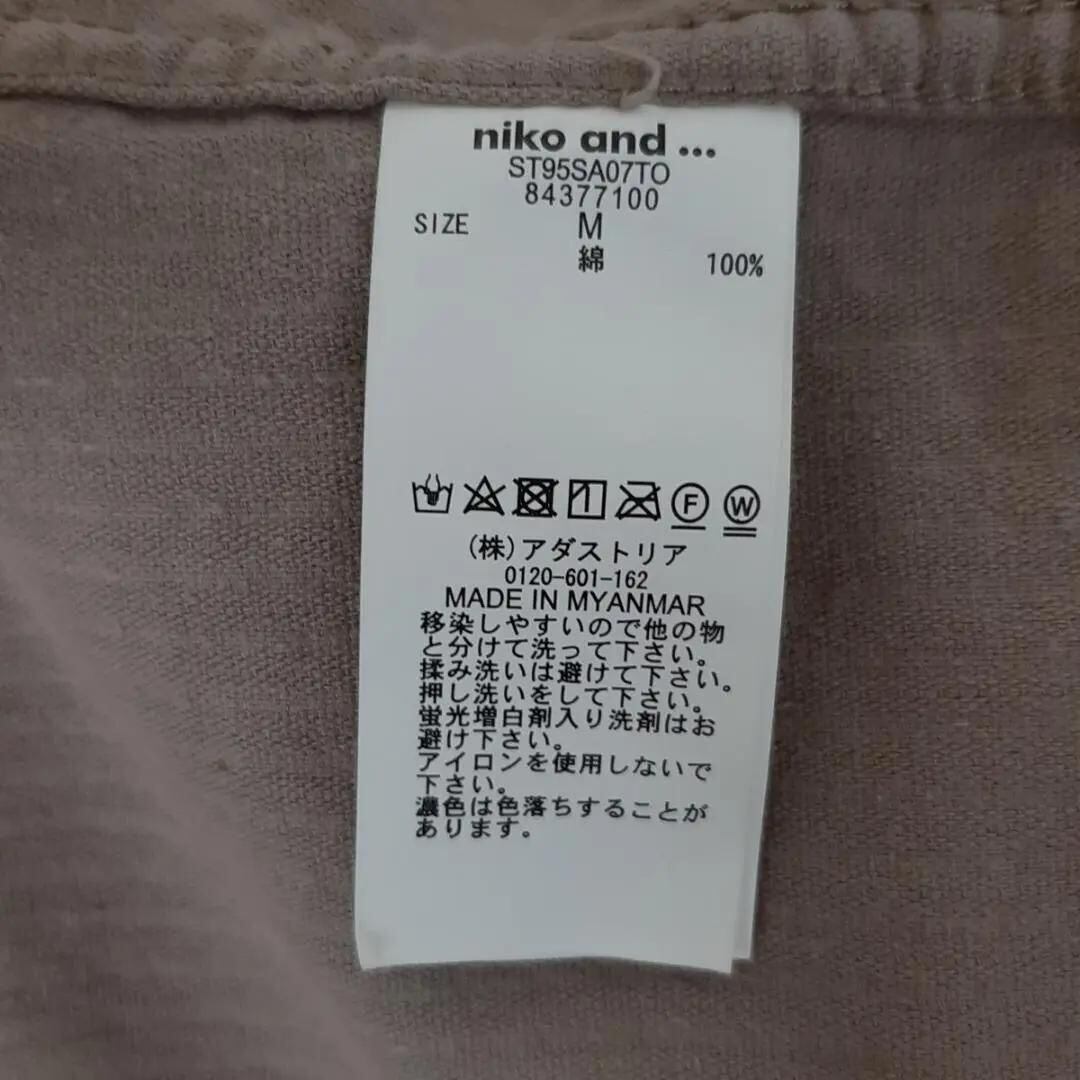 niko and ...
ST95SA07TO
84377100
SIZE M
綿 100%
F W
(株)アダストリア
0120-601-162
MADE IN MYANMAR
移染しやすいので他の物
と分けて洗って下さい。
揉み洗いは避けて下さい。
押し洗いをして下さい。
蛍光増白剤入り洗剤はお
避け下さい。
アイロンを使用しないで
下さい。
濃色は色落ちすることが
あります。